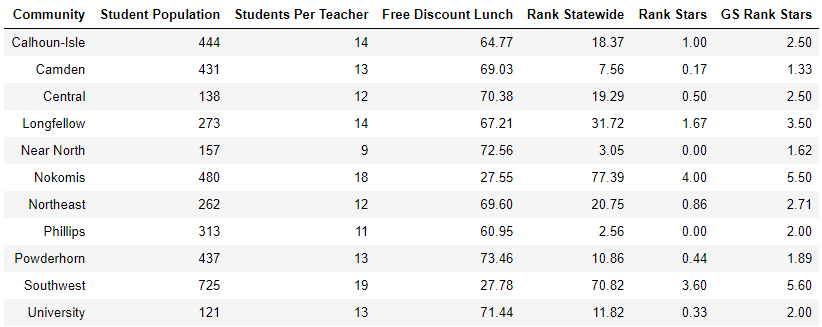 Community Student Population Students Per Teacher Free Discount Lunch Rank Statewide Rank Stars GS Rank Stars
Calhoun-Isle 444 14 64.77 18.37 1.00 2.50
Camden 431 13 69.03 7.56 0.17 1.33
Central 138 12 70.38 19.29 0.50 2.50
Longfellow 273 14 67.21 31.72 1.67 3.50
Near North 157 9 72.56 3.05 0.00 1.62
Nokomis 480 18 27.55 77.39 4.00 5.50
Northeast 262 12 69.60 20.75 0.86 2.71
Phillips 313 11 60.95 2.56 0.00 2.00
Powderhorn 437 13 73.46 10.86 0.44 1.89
Southwest 725 19 27.78 70.82 3.60 5.60
University 121 13 71.44 11.82 0.33 2.00